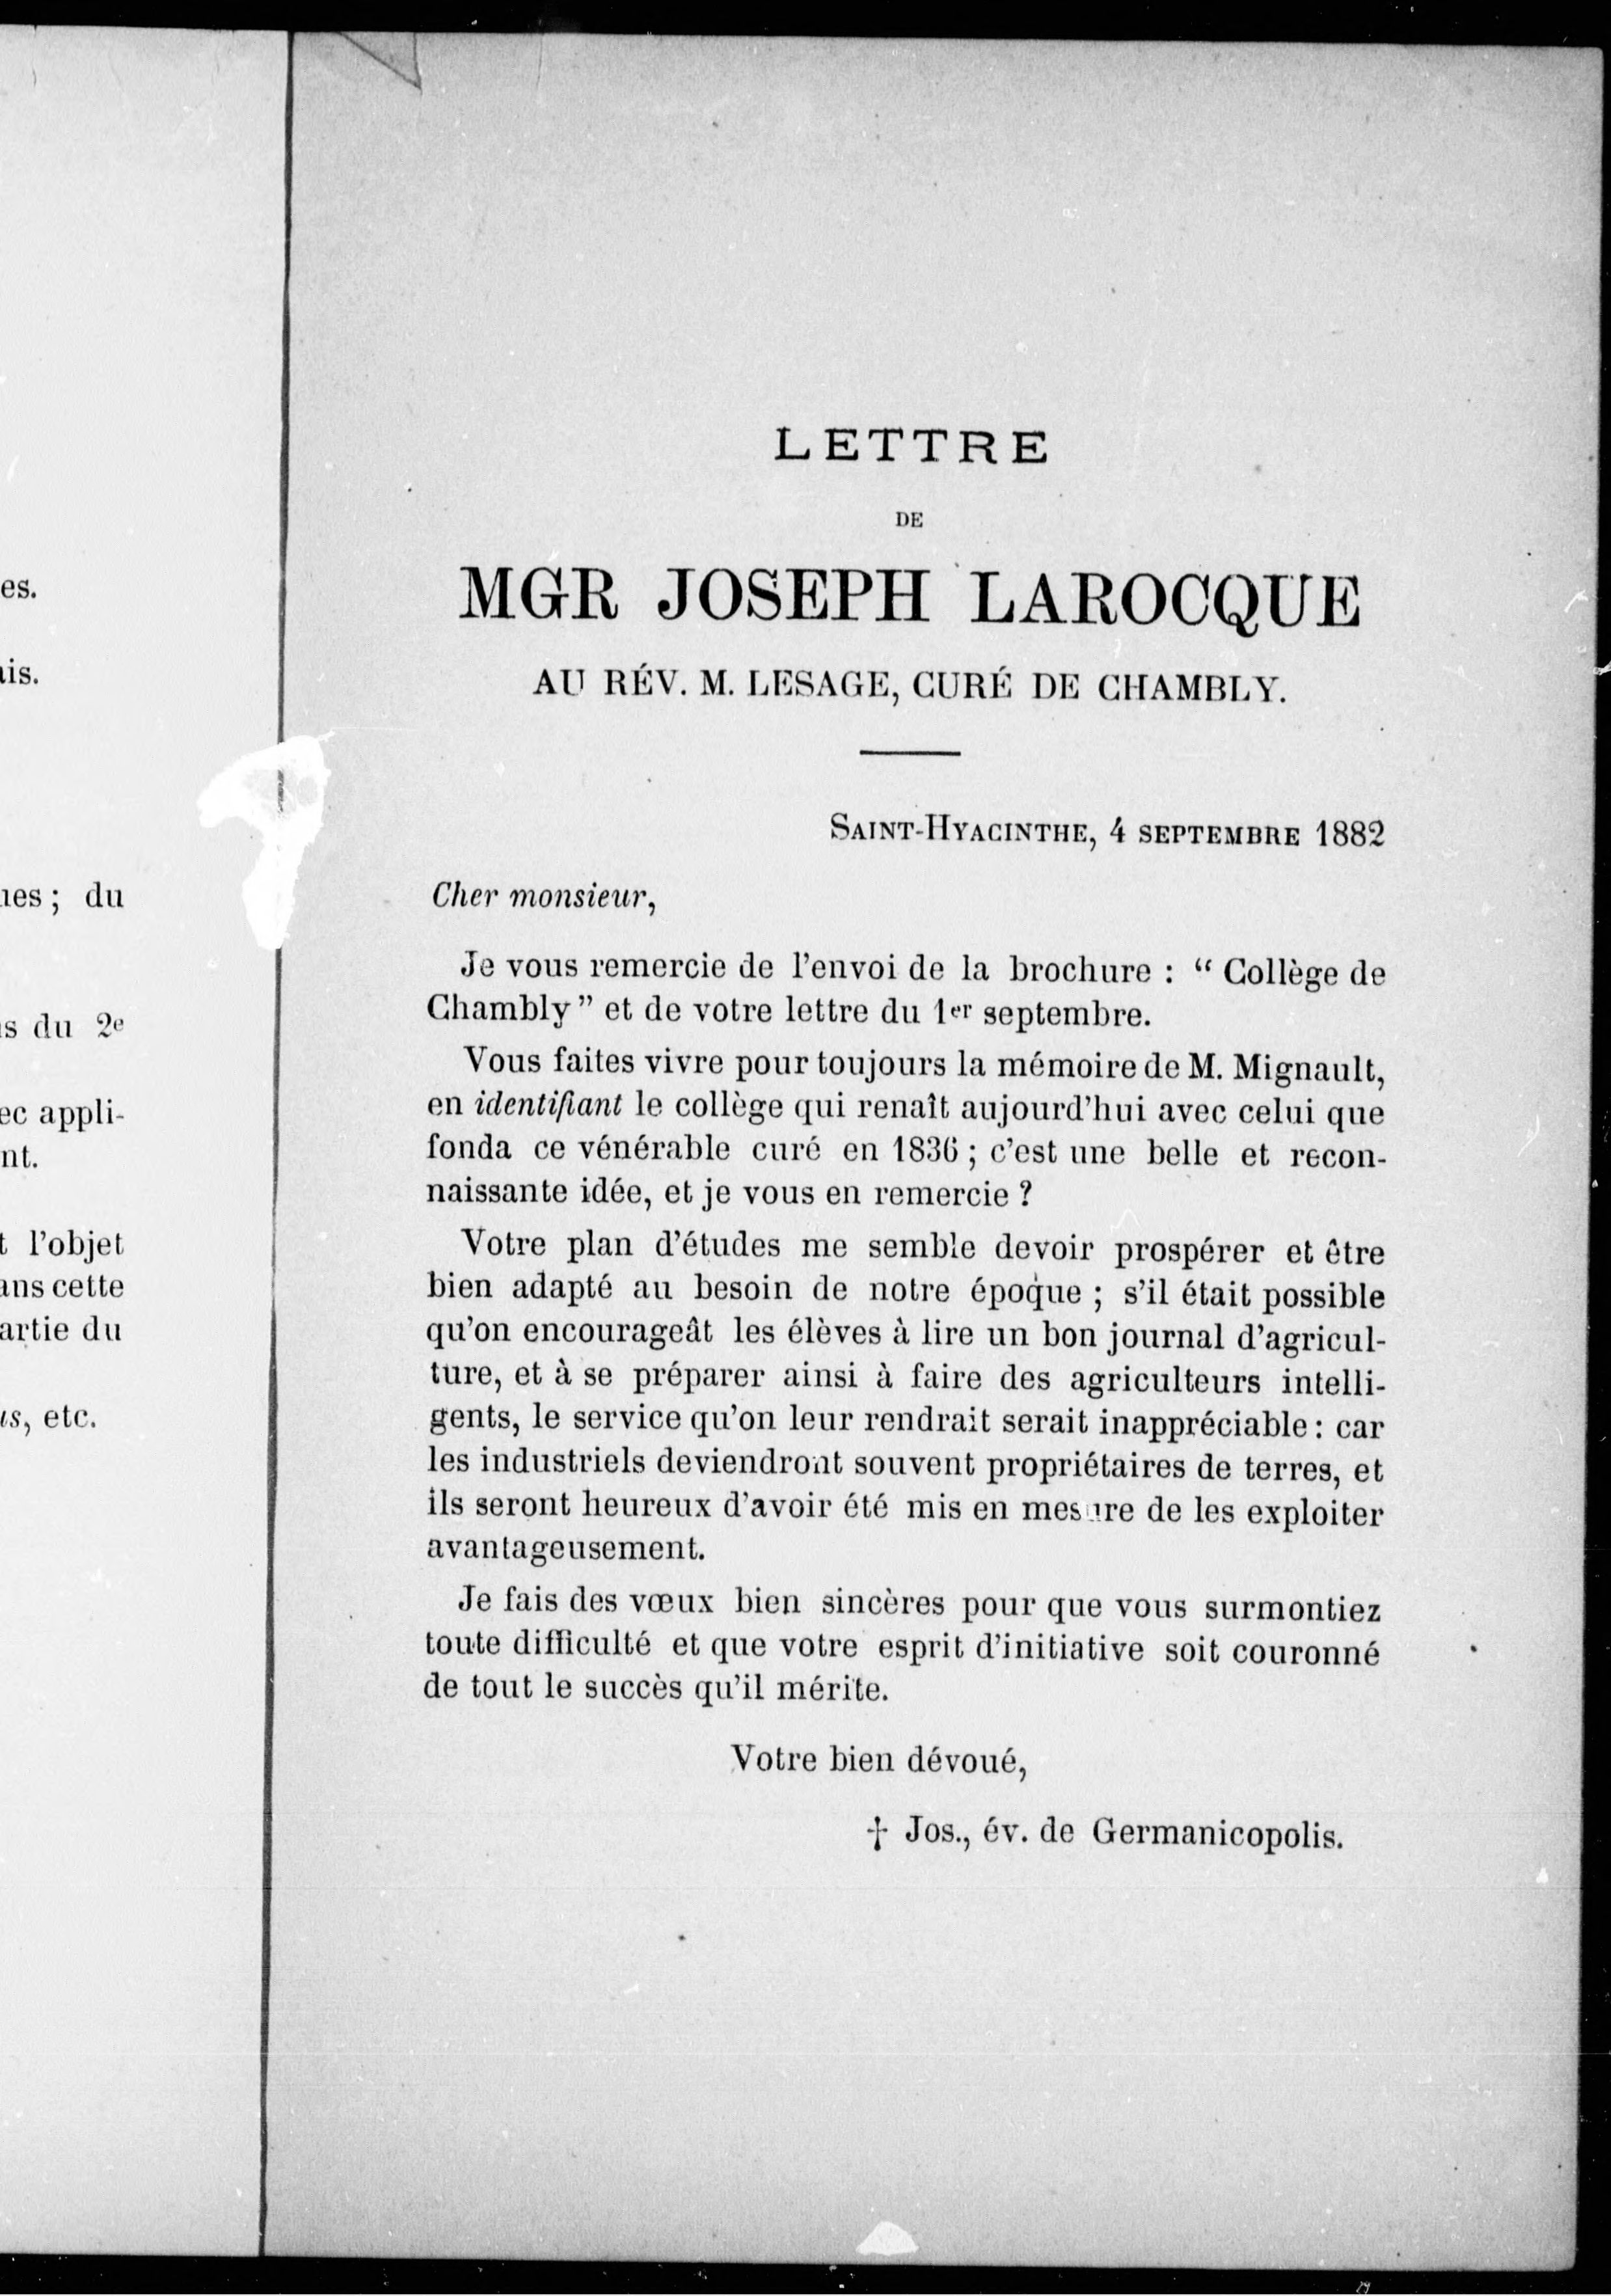 es.
is.
ues ; du
s du 2e
ec appli-
nt.
t l'objet
ans cette
artie du
us, etc.
LETTRE
DE
MGR JOSEPH LAROCQUE
AU RÉV. M. LESAGE, CURÉ DE CHAMBLY.
SAINT-HYACINTHE, 4 SEPTEMBRE 1882
Cher monsieur,
Je vous remercie de l'envoi de la brochure : “ Collège de
Chambly ” et de votre lettre du 1er septembre.
Vous faites vivre pour toujours la mémoire de M. Mignault,
en identifiant le collège qui renaît aujourd'hui avec celui que
fonda ce vénérable curé en 1836 ; c'est une belle et recon-
naissante idée, et je vous en remercie ?
Votre plan d'études me semble devoir prospérer et être
bien adapté au besoin de notre époque ; s'il était possible
qu'on encourageât les élèves à lire un bon journal d'agricul-
ture, et à se préparer ainsi à faire des agriculteurs intelli-
gents, le service qu'on leur rendrait serait inappréciable : car
les industriels deviendront souvent propriétaires de terres, et
ils seront heureux d'avoir été mis en mesure de les exploiter
avantageusement.
Je fais des vœux bien sincères pour que vous surmontiez
toute difficulté et que votre esprit d'initiative soit couronné
de tout le succès qu'il mérite.
Votre bien dévoué,
† Jos., év. de Germanicopolis.